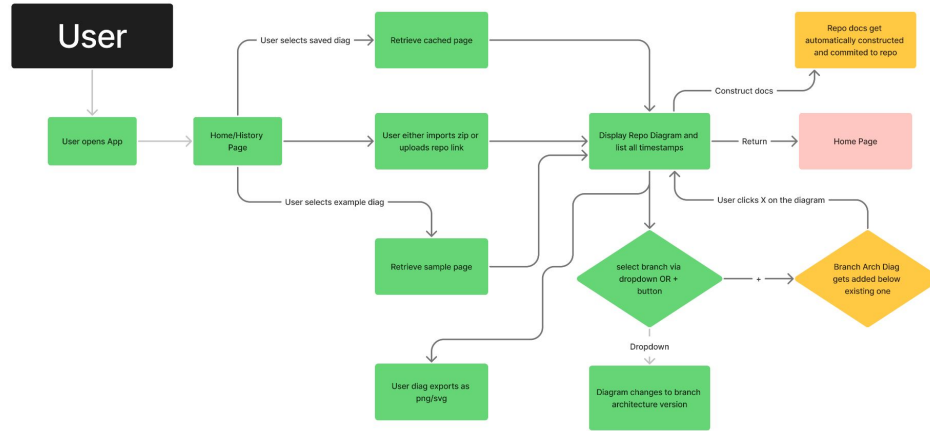 User
User opens App
Home/History
Page
User selects saved diag
Retrieve cached page
User either imports zip or
uploads repo link
User selects example diag
Retrieve sample page
User diag exports as
png/svg
Display Repo Diagram and
list all timestamps
Construct docs
Repo docs get
automatically constructed
and commited to repo
Return
Home Page
User clicks X on the diagram
select branch via
dropdown OR +
button
+
Branch Arch Diag
gets added below
existing one
Dropdown
Diagram changes to branch
architecture version